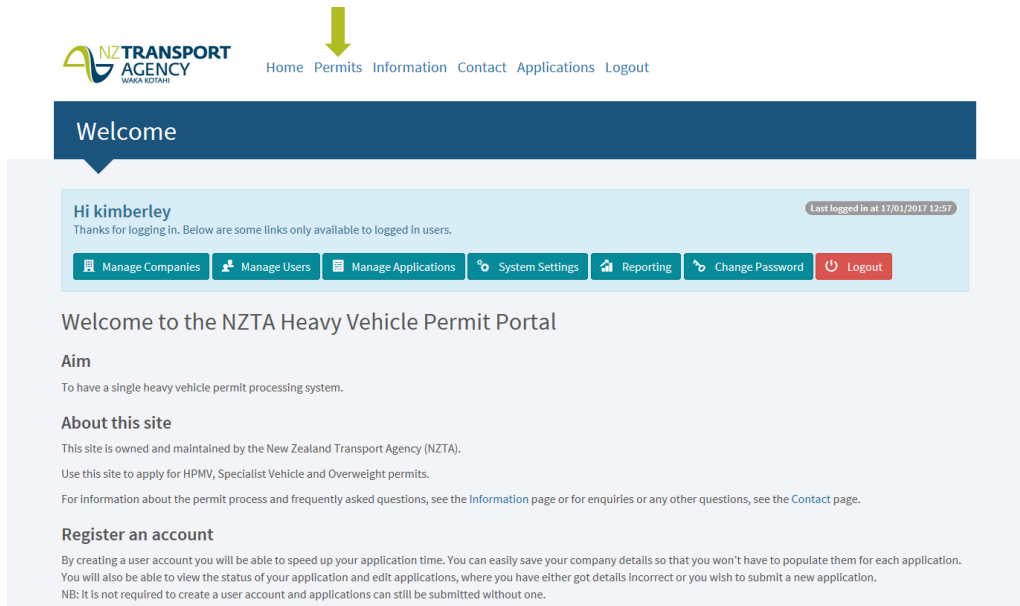 NZTRANSPORT
AGENCY
WAKA KOTAHI
Home Permits Information Contact Applications Logout
Welcome
Hi kimberley
Last logged in at 17/01/2017 12:57
Thanks for logging in. Below are some links only available to logged in users.
Manage Companies Manage Users Manage Applications System Settings Reporting Change Password Logout
Welcome to the NZTA Heavy Vehicle Permit Portal
Aim
To have a single heavy vehicle permit processing system.
About this site
This site is owned and maintained by the New Zealand Transport Agency (NZTA).
Use this site to apply for HPMV, Specialist Vehicle and Overweight permits.
For information about the permit process and frequently asked questions, see the Information page or for enquiries or any other questions, see the Contact page.
Register an account
By creating a user account you will be able to speed up your application time. You can easily save your company details so that you won't have to populate them for each application.
You will also be able to view the status of your application and edit applications, where you have either got details incorrect or you wish to submit a new application.
NB: it is not required to create a user account and applications can still be submitted without one.